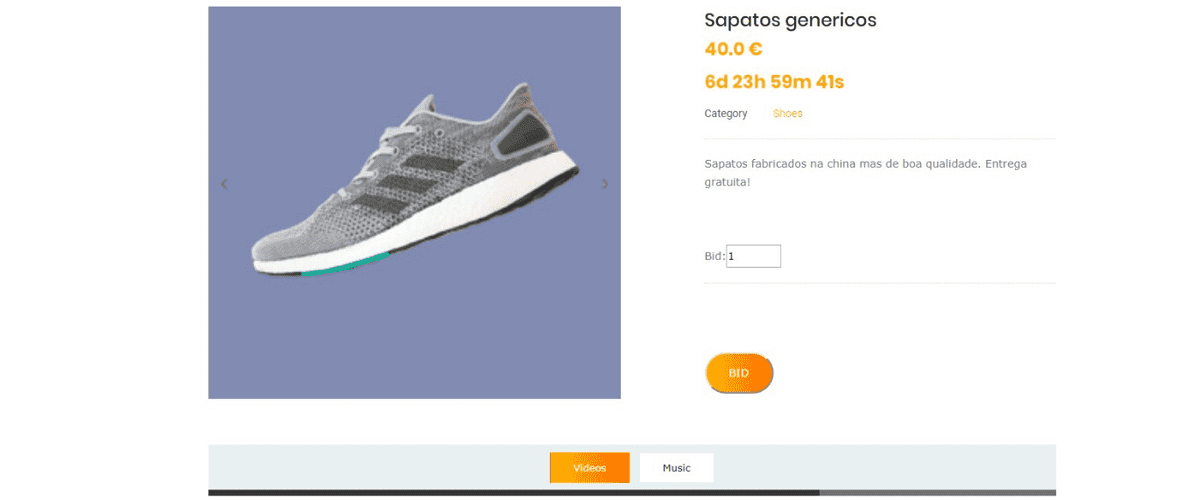 Sapatos genericos
40.0 €
6d 23h 59m 41s
Category Shoes
Sapatos fabricados na china mas de boa qualidade. Entrega
gratuita!
Bid: 1
BID
Videos Music